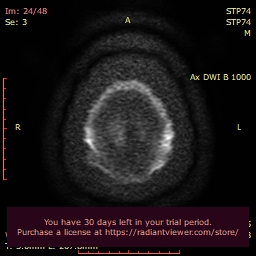 Im: 24/48
Se: 3
STP74
STP74
M
A
Ax DWI B 1000
R
L
You have 30 days left in your trial period.
Purchase a license at https://radiantviewer.com/store/